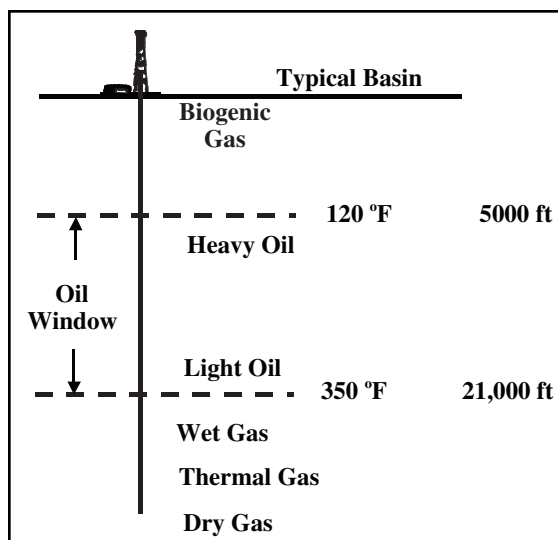 Typical Basin
Biogenic
Gas
120 °F 5000 ft
Heavy Oil
Oil
Window
Light Oil
350 °F 21,000 ft
Wet Gas
Thermal Gas
Dry Gas